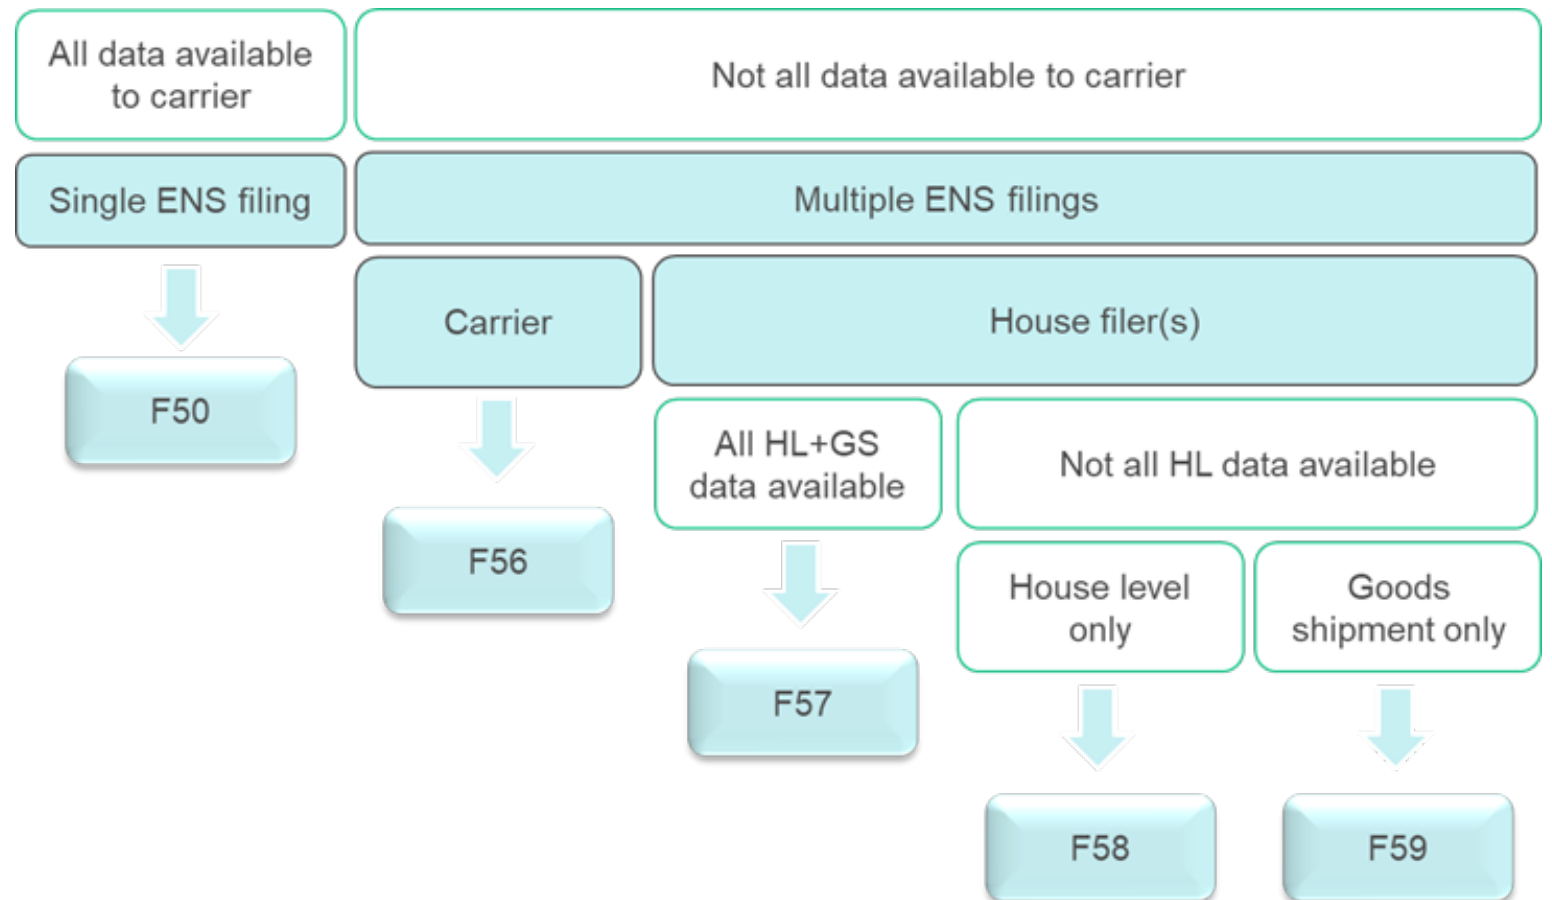 All data available
to carrier
Not all data available to carrier
Single ENS filing
Multiple ENS filings
Carrier
House filer(s)
F50
All HL+GS
data available
Not all HL data available
F56
House level
only
Goods
shipment only
F57
F58
F59